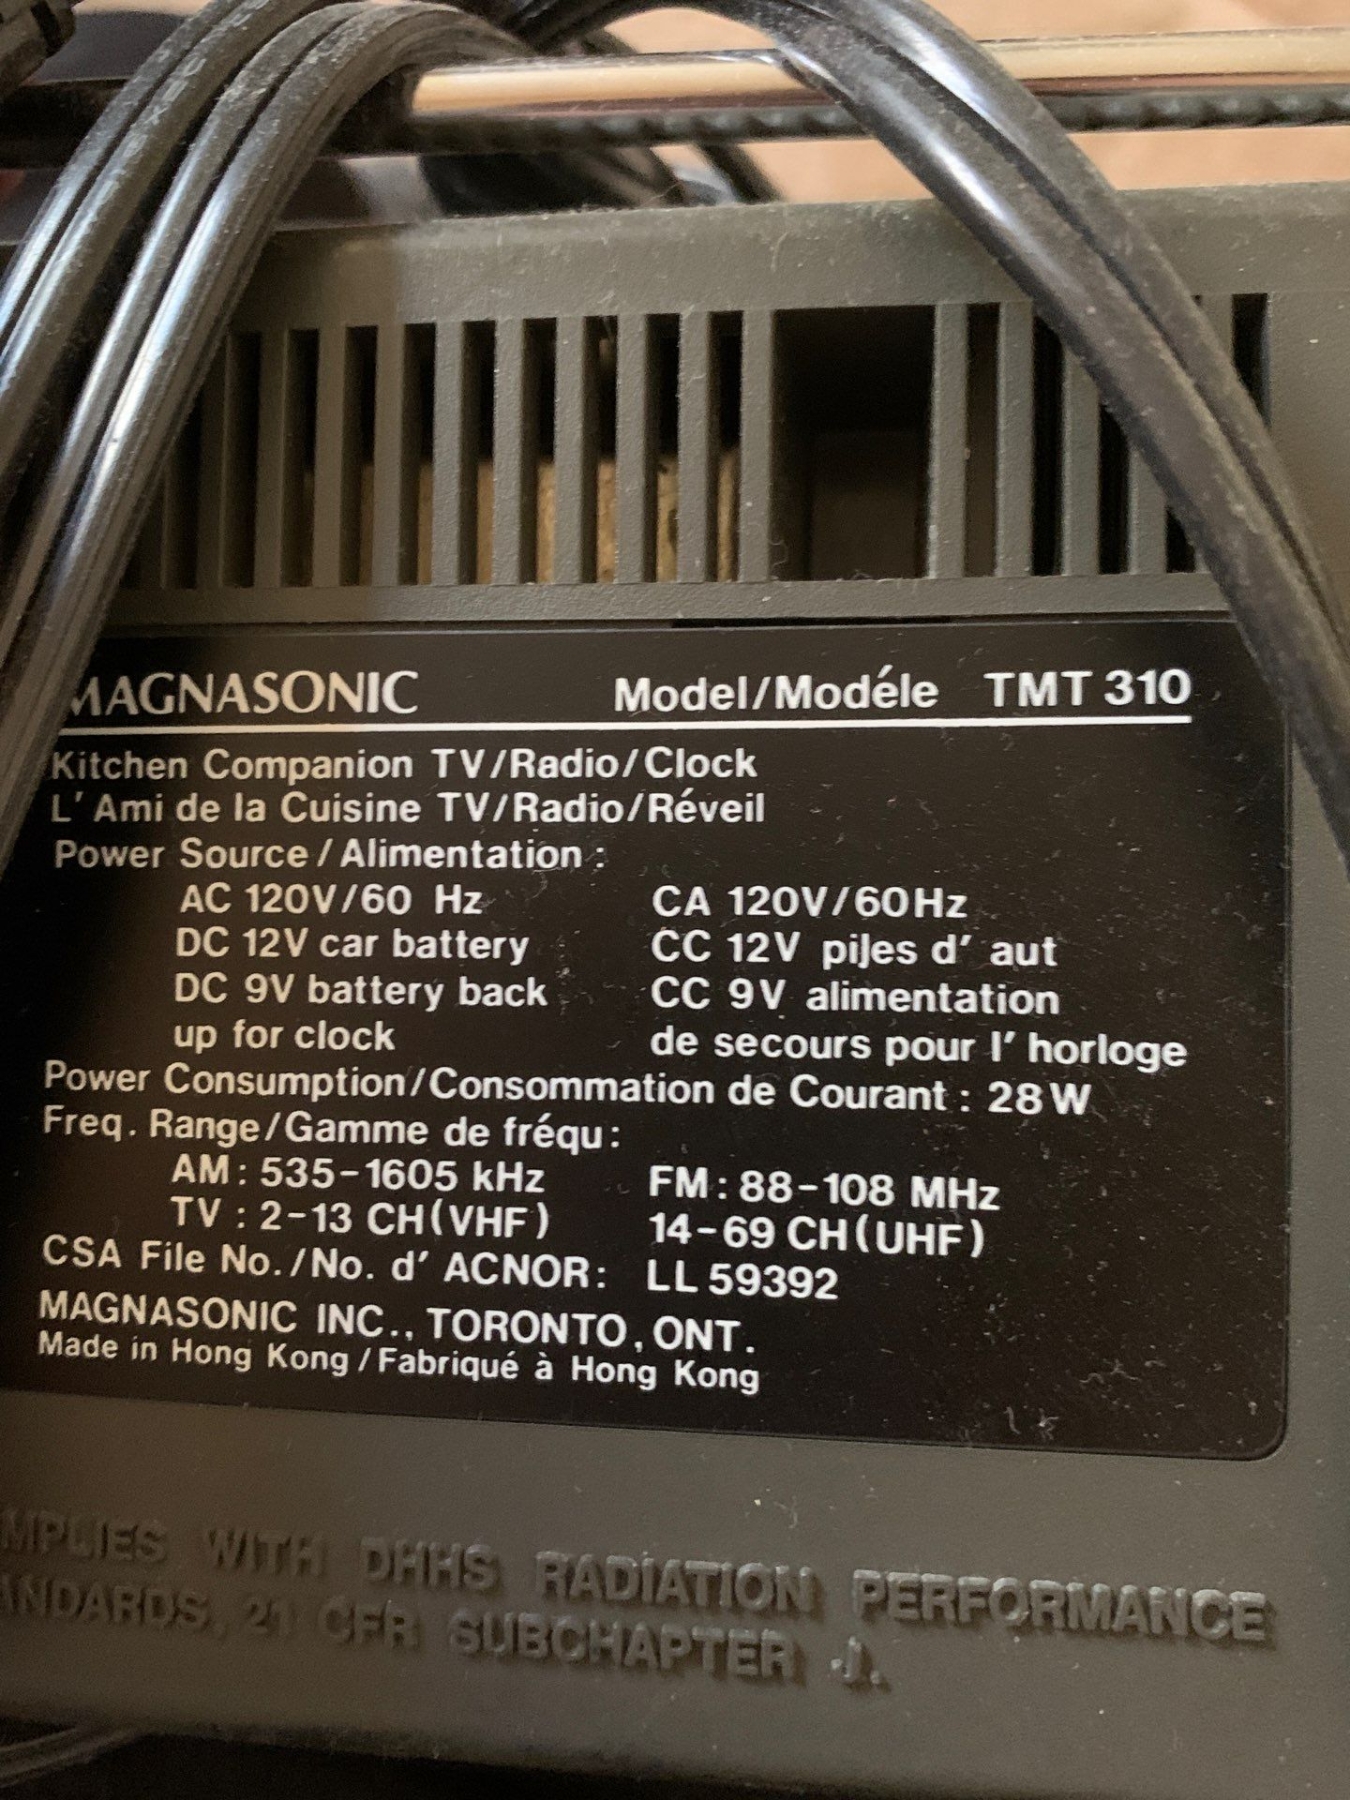 MAGNASONIC Model/Modéle TMT 310
Kitchen Companion TV/Radio/Clock
L' Ami de la Cuisine TV/Radio/Réveil
Power Source / Alimentation :
AC 120V/60 Hz CA 120V/60Hz
DC 12V car battery CC 12V piles d' aut
DC 9V battery back CC 9V alimentation
up for clock de secours pour l' horloge
Power Consumption/Consommation de Courant : 28 W
Freq. Range/Gamme de fréqu :
AM : 535-1605 kHz FM : 88-108 MHz
TV : 2-13 CH (VHF) 14-69 CH (UHF)
CSA File No./No. d' ACNOR : LL 59392
MAGNASONIC INC., TORONTO, ONT.
Made in Hong Kong / Fabriqué à Hong Kong
MPLIES WITH DHHS RADIATION PERFORMANCE
ANDARDS, 21 CFR SUBCHAPTER J.